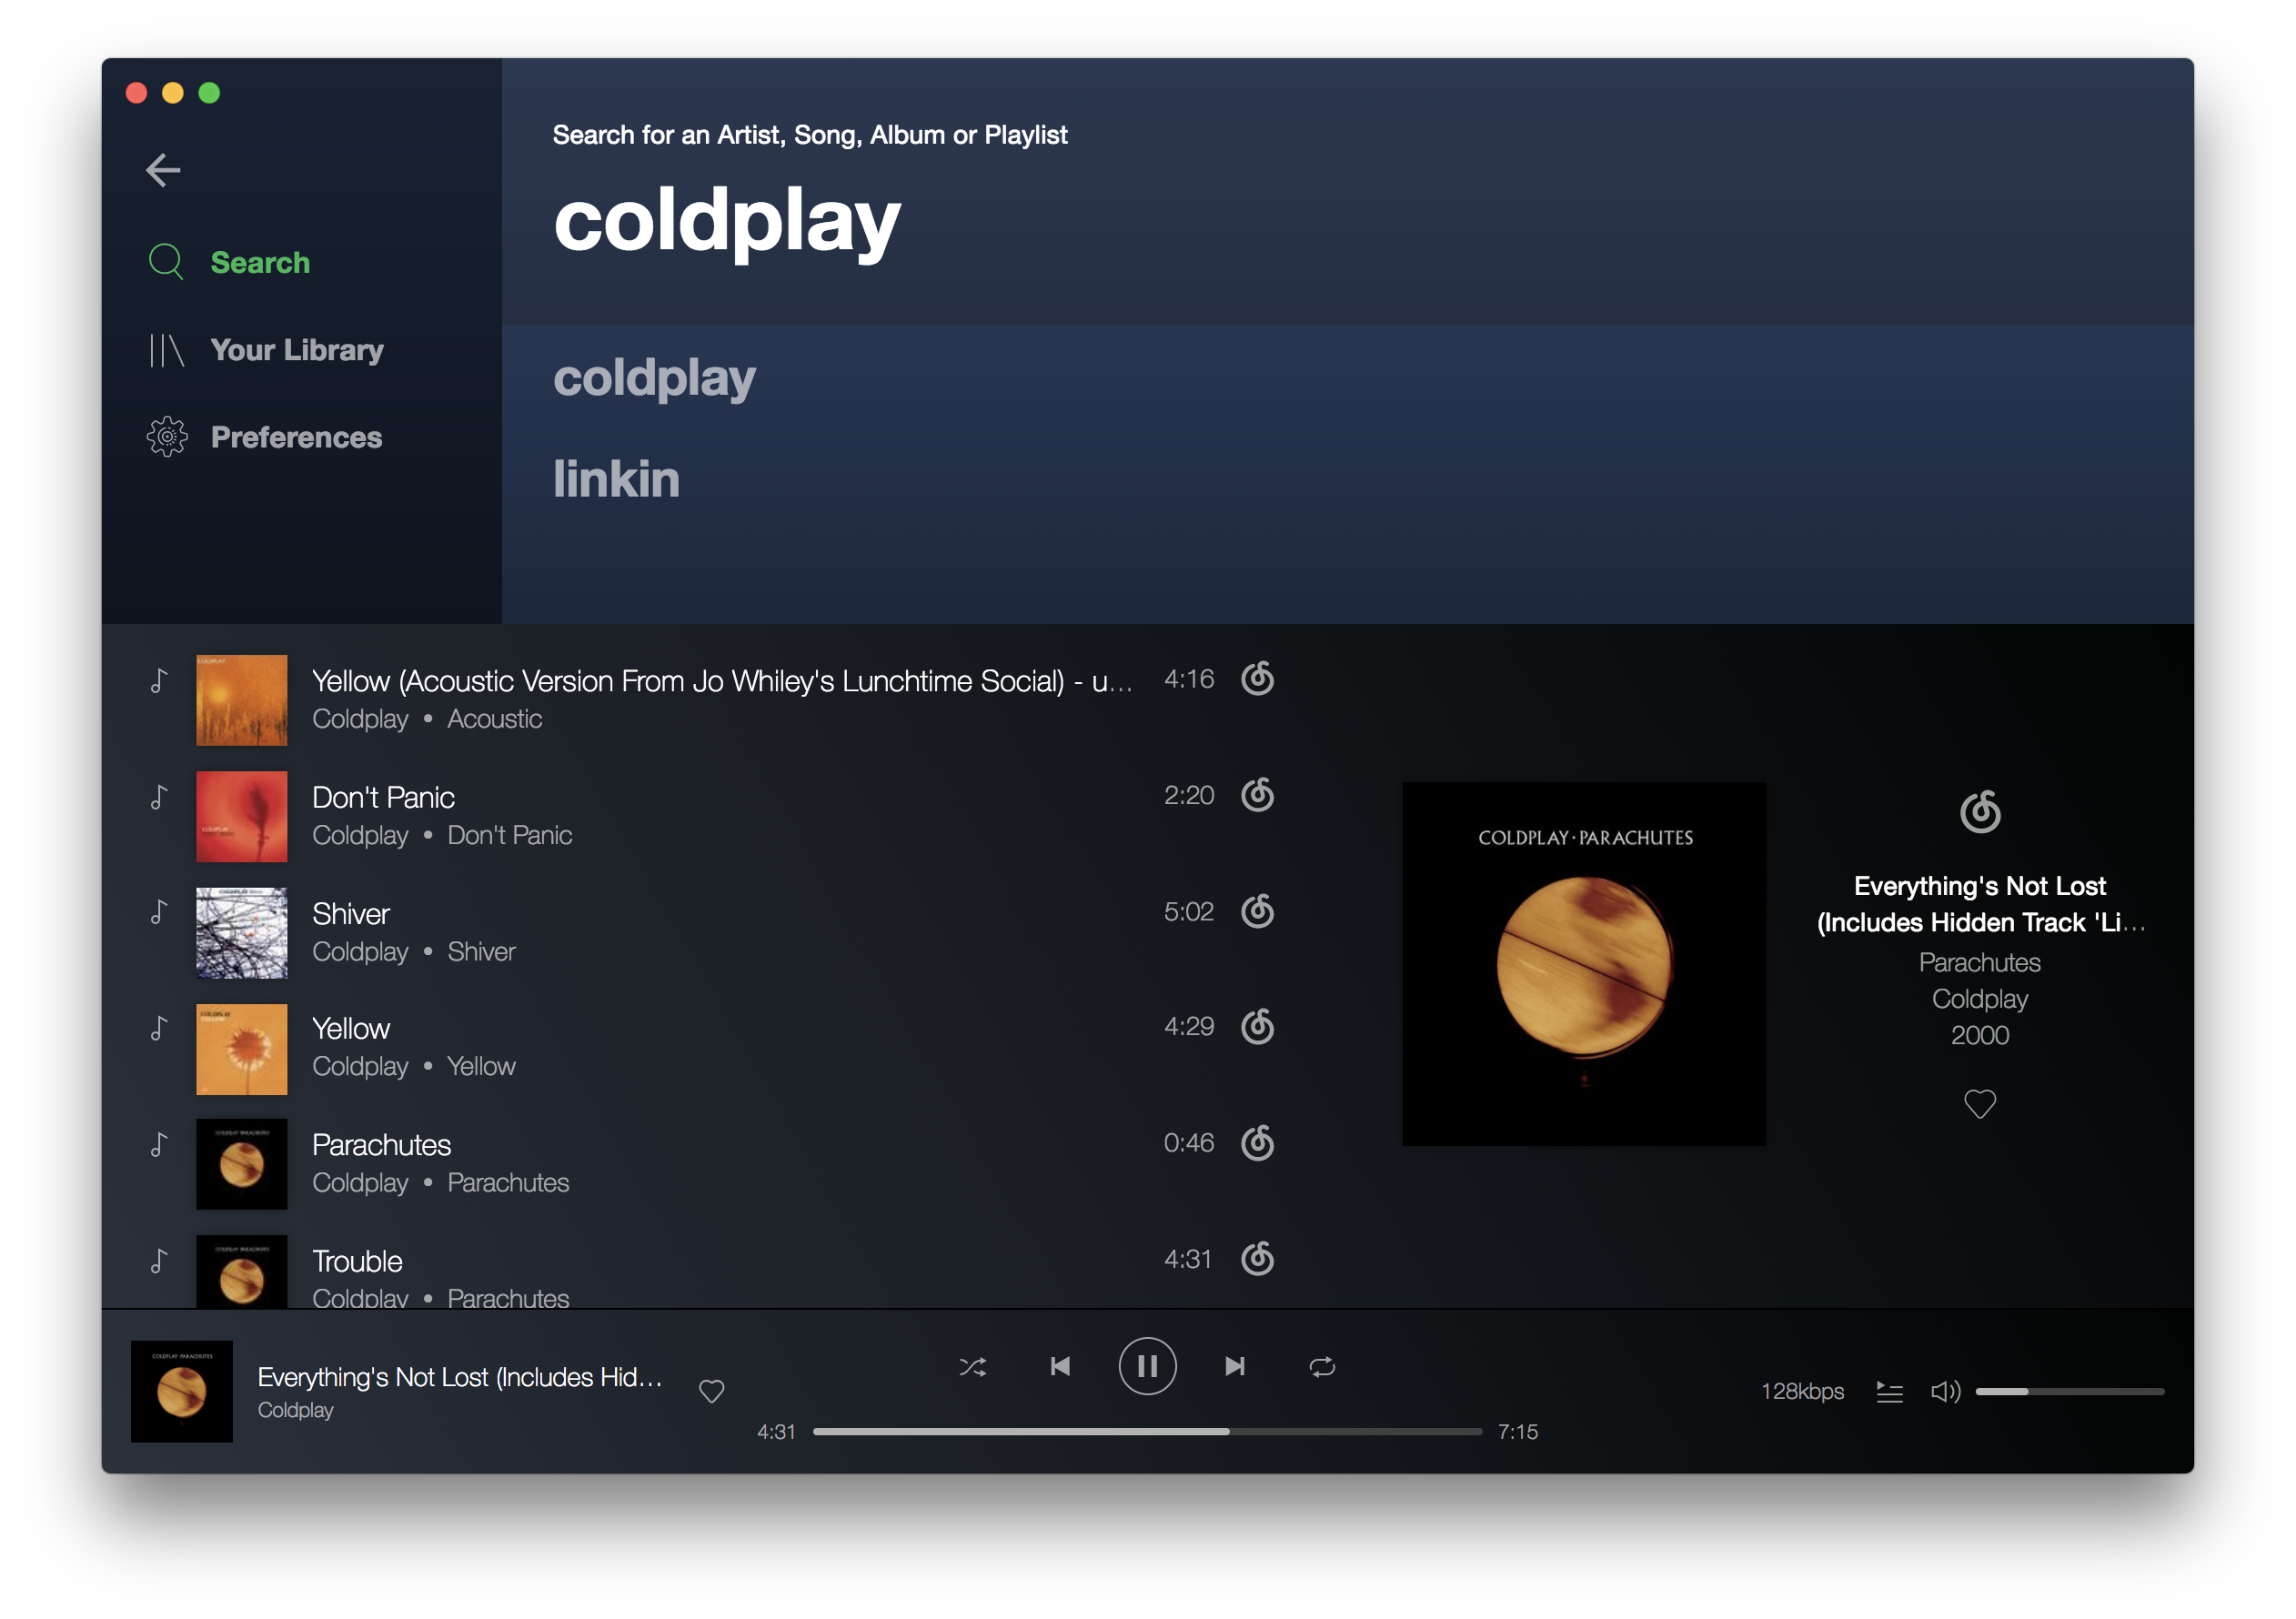 Search for an Artist, Song, Album or Playlist
coldplay
Search
Your Library
Preferences
coldplay
linkin
Yellow (Acoustic Version From Jo Whiley's Lunchtime Social) - u...
4:16
Coldplay • Acoustic
Don't Panic
2:20
Coldplay • Don't Panic
Shiver
5:02
Coldplay • Shiver
Yellow
4:29
Coldplay • Yellow
Parachutes
0:46
Coldplay • Parachutes
Trouble
4:31
Coldplay • Parachutes
COLDPLAY·PARACHUTES
Everything's Not Lost
(Includes Hidden Track 'Li...
Parachutes
Coldplay
2000
COLDPLAY·PARACHUTES
Everything's Not Lost (Includes Hid...
Coldplay
4:31
7:15
128kbps